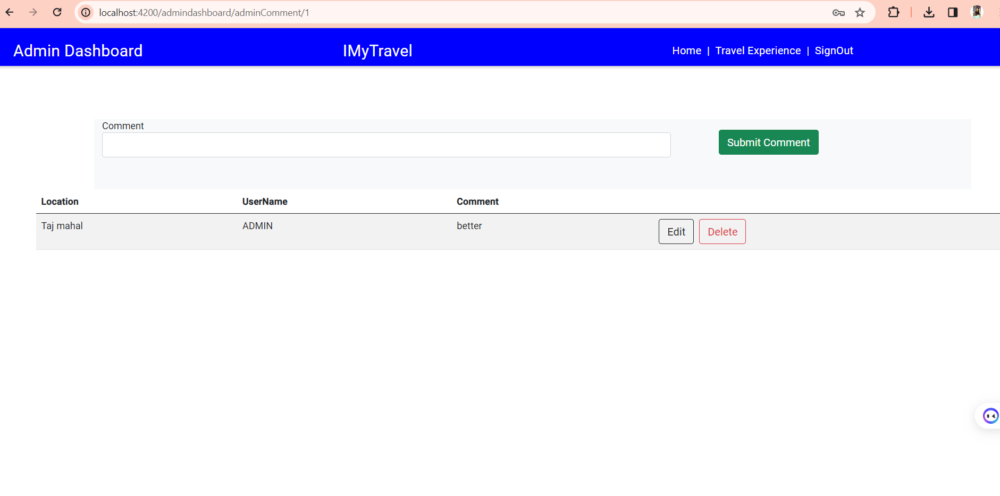 localhost:4200/admindashboard/adminComment/1
Admin Dashboard IMyTravel Home | Travel Experience | SignOut
Comment
Submit Comment
Location UserName Comment
Taj mahal ADMIN better Edit Delete